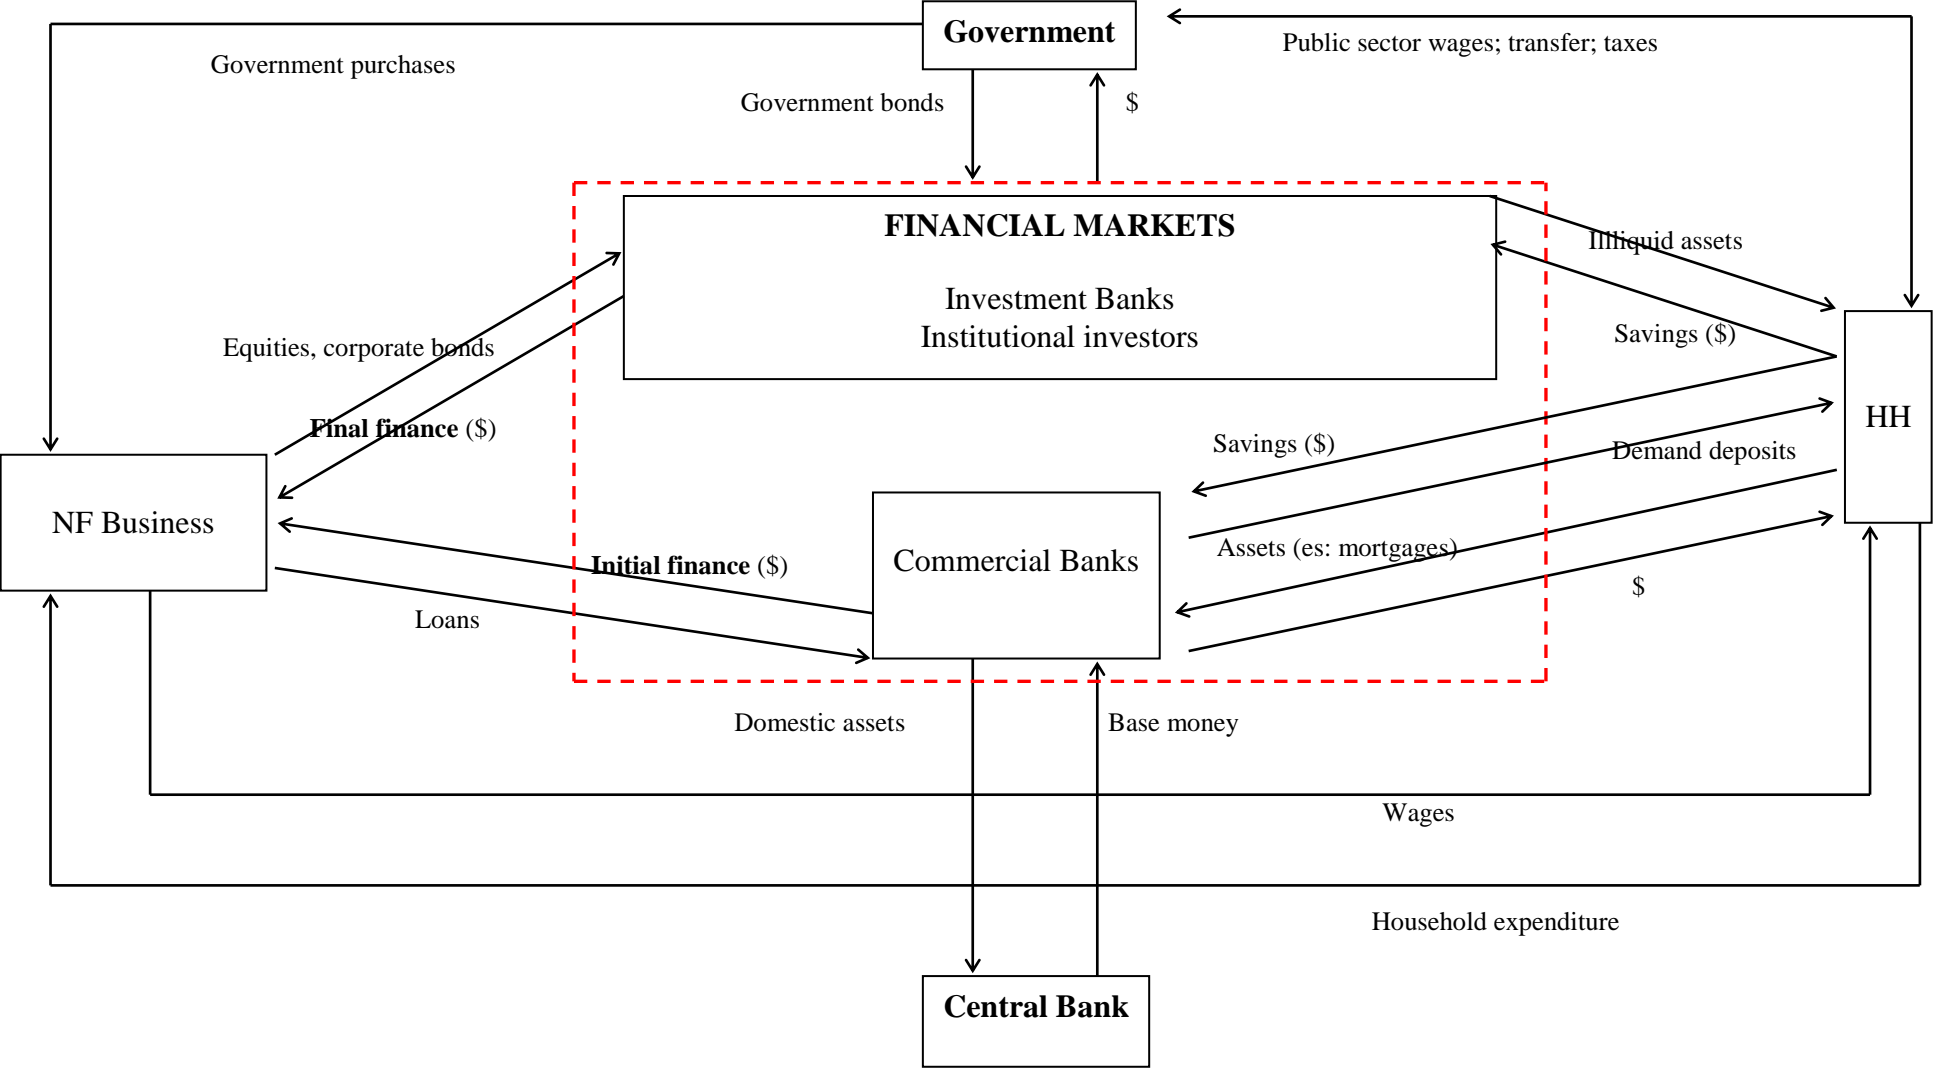 Government
Public sector wages; transfer; taxes
Government purchases
Government bonds
$
FINANCIAL MARKETS
Illliquid assets
Investment Banks
Institutional investors
Savings ($)
Equities, corporate bonds
HH
Final finance ($)
Savings ($)
Demand deposits
NF Business
Commercial Banks
Assets (es: mortgages)
Initial finance ($)
$
Loans
Domestic assets
Base money
Wages
Household expenditure
Central Bank